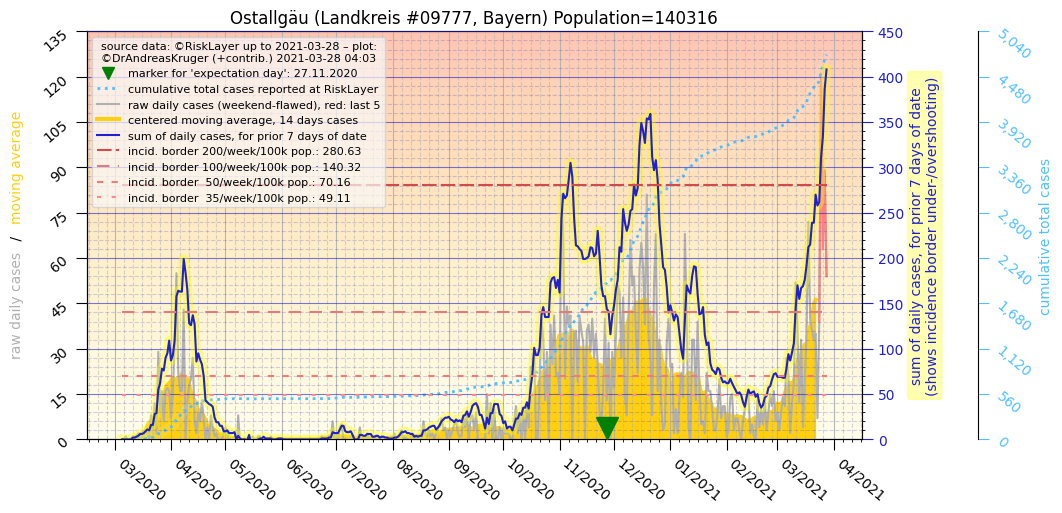 Ostallgäu (Landkreis #09777, Bayern) Population=140316
source data: ©RiskLayer up to 2021-03-28 – plot:
©DrAndreasKruger (+contrib.) 2021-03-28 04:03
marker for 'expectation day': 27.11.2020
cumulative total cases reported at RiskLayer
raw daily cases (weekend-flawed), red: last 5
centered moving average, 14 days cases
sum of daily cases, for prior 7 days of date
incid. border 200/week/100k pop.: 280.63
incid. border 100/week/100k pop.: 140.32
incid. border  50/week/100k pop.: 70.16
incid. border  35/week/100k pop.: 49.11
raw daily cases  /  moving average
135
120
105
90
75
60
45
30
15
0
03/2020
04/2020
05/2020
06/2020
07/2020
08/2020
09/2020
10/2020
11/2020
12/2020
01/2021
02/2021
03/2021
04/2021
450
400
350
300
250
200
150
100
50
0
sum of daily cases, for prior 7 days of date
(shows incidence border under-/overshooting)
5,040
4,480
3,920
3,360
2,800
2,240
1,680
1,120
560
0
cumulative total cases